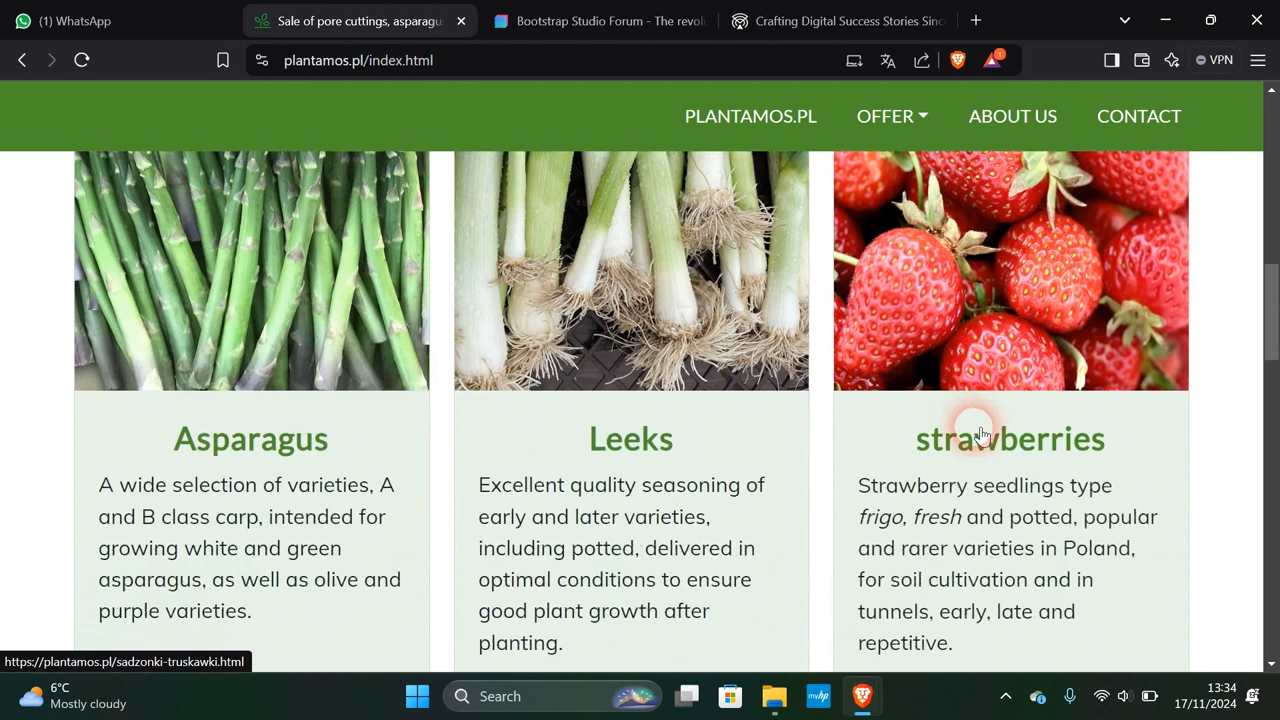 (1) WhatsApp
Sale of pore cuttings, asparagus
Bootstrap Studio Forum - The revolu
Crafting Digital Success Stories Sinc
plantamos.pl/index.html
1
VPN
PLANTAMOS.PL
OFFER
ABOUT US
CONTACT
Asparagus
A wide selection of varieties, A
and B class carp, intended for
growing white and green
asparagus, as well as olive and
purple varieties.
Leeks
Excellent quality seasoning of
early and later varieties,
including potted, delivered in
optimal conditions to ensure
good plant growth after
planting.
strawberries
Strawberry seedlings type
frigo, fresh and potted, popular
and rarer varieties in Poland,
for soil cultivation and in
tunnels, early, late and
repetitive.
https://plantamos.pl/sadzonki-truskawki.html
6°C
Mostly cloudy
Search
myhp
13:34
17/11/2024